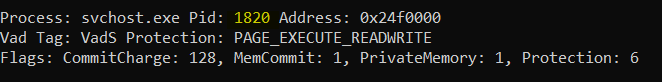 Process: svchost.exe Pid: 1820 Address: 0x24f0000
Vad Tag: VadS Protection: PAGE_EXECUTE_READWRITE
Flags: CommitCharge: 128, MemCommit: 1, PrivateMemory: 1, Protection: 6